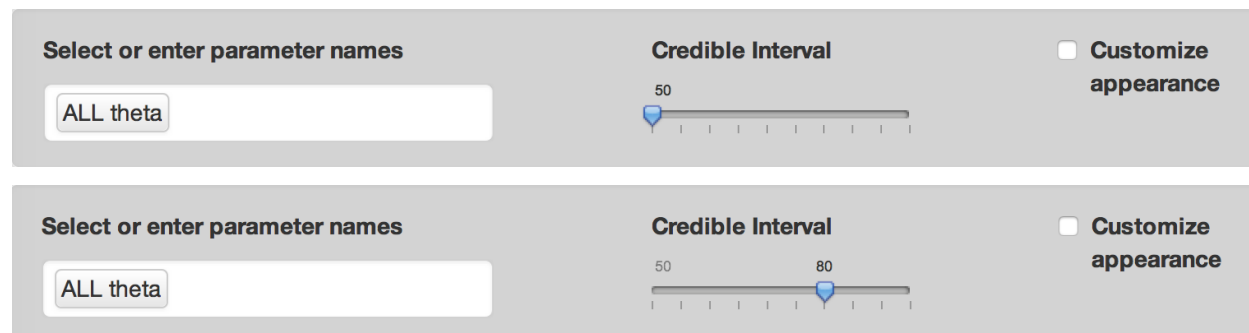 Select or enter parameter names
ALL theta
Credible Interval
50
Customize
appearance
Select or enter parameter names
ALL theta
Credible Interval
50 80
Customize
appearance